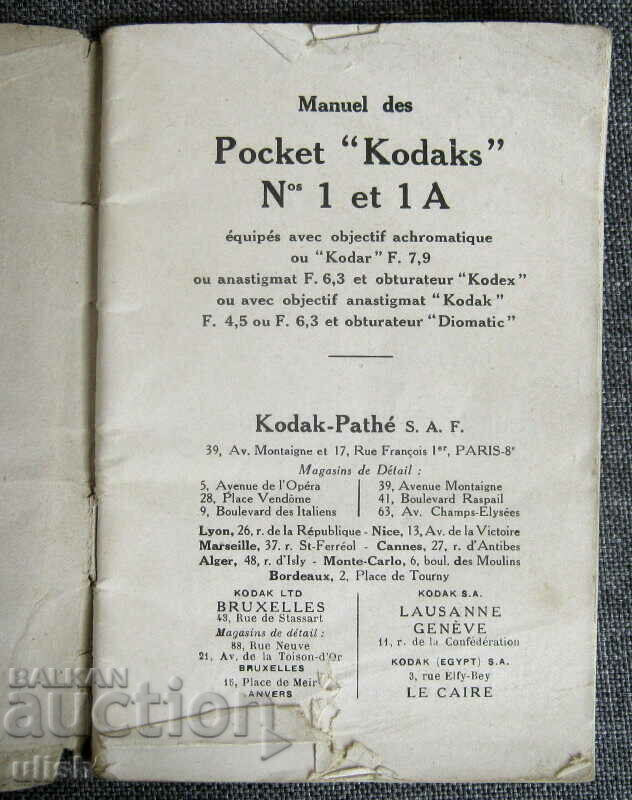 Manuel des
Pocket “Kodaks”
Nos 1 et 1A
équipés avec objectif achromatique
ou “Kodar” F. 7,9
ou anastigmat F. 6,3 et obturateur “Kodex”
ou avec objectif anastigmat “Kodak”
F. 4,5 ou F. 6,3 et obturateur “Diomatic”
Kodak-Pathé S. A. F.
39, Av. Montaigne et 17, Rue François 1er, PARIS-8e
Magasins de Détail :
5, Avenue de l'Opéra
28, Place Vendôme
9, Boulevard des Italiens
39, Avenue Montaigne
41, Boulevard Raspail
63, Av. Champs-Elysées
Lyon, 26, r. de la République - Nice, 13, Av. de la Victoire
Marseille, 37. r. St-Ferréol - Cannes, 27, r. d'Antibes
Alger, 48, r. d'Isly - Monte-Carlo, 6, boul. des Moulins
Bordeaux, 2, Place de Tourny
KODAK LTD
BRUXELLES
43, Rue de Stassart
Magasins de détail :
88, Rue Neuve
21, Av. de la Toison-d'Or
BRUXELLES
16, Place de Meir
ANVERS
KODAK S.A.
LAUSANNE
GENÈVE
11, r. de la Confédération
KODAK (EGYPT) S.A.
3, rue Elfy-Bey
LE CAIRE
BALKAN
auction
ulish